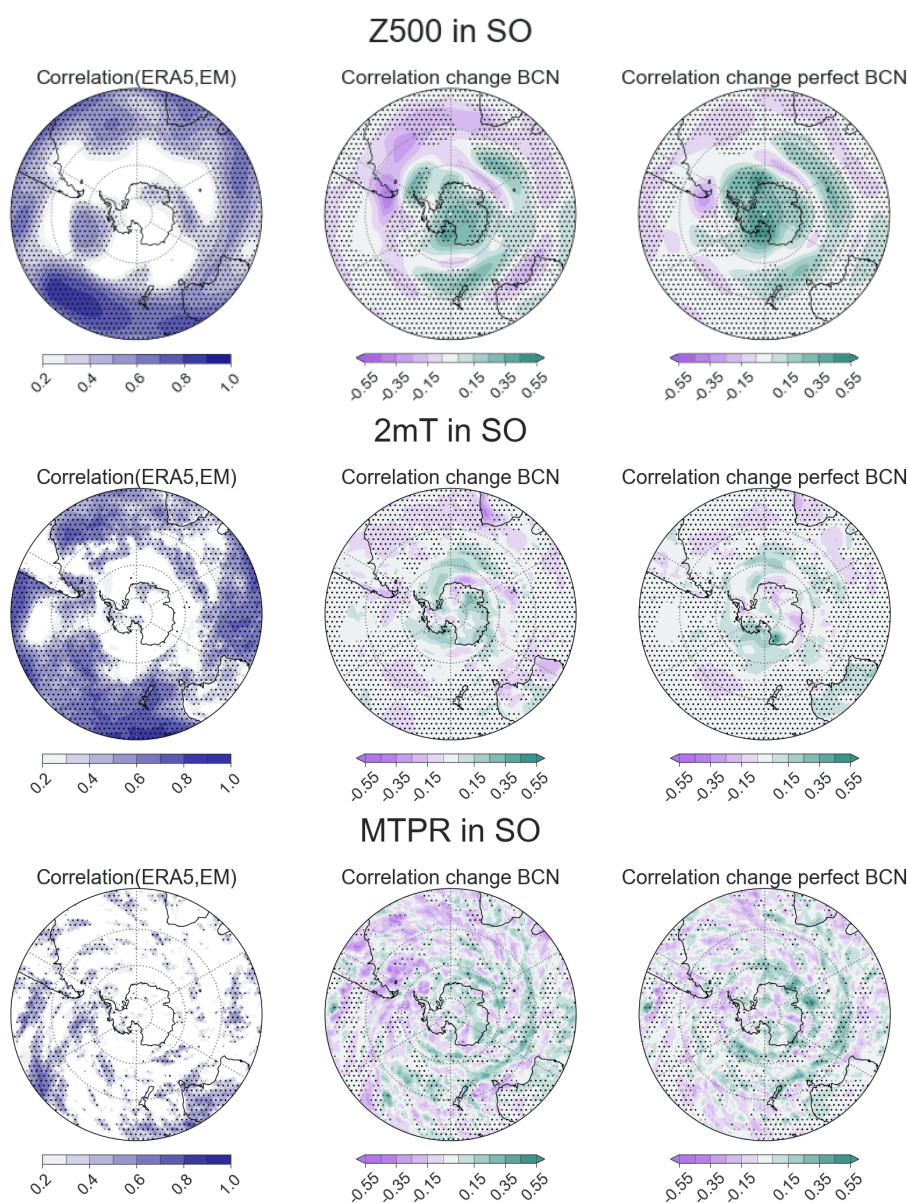 Z500 in SO
Correlation(ERA5,EM) Correlation change BCN Correlation change perfect BCN
0.2 0.4 0.6 0.8 1.0 -0.55 -0.35 -0.15 0.15 0.35 0.55 -0.55 -0.35 -0.15 0.15 0.35 0.55
2mT in SO
Correlation(ERA5,EM) Correlation change BCN Correlation change perfect BCN
0.2 0.4 0.6 0.8 1.0 -0.55 -0.35 -0.15 0.15 0.35 0.55 -0.55 -0.35 -0.15 0.15 0.35 0.55
MTPR in SO
Correlation(ERA5,EM) Correlation change BCN Correlation change perfect BCN
0.2 0.4 0.6 0.8 1.0 -0.55 -0.35 -0.15 0.15 0.35 0.55 -0.55 -0.35 -0.15 0.15 0.35 0.55